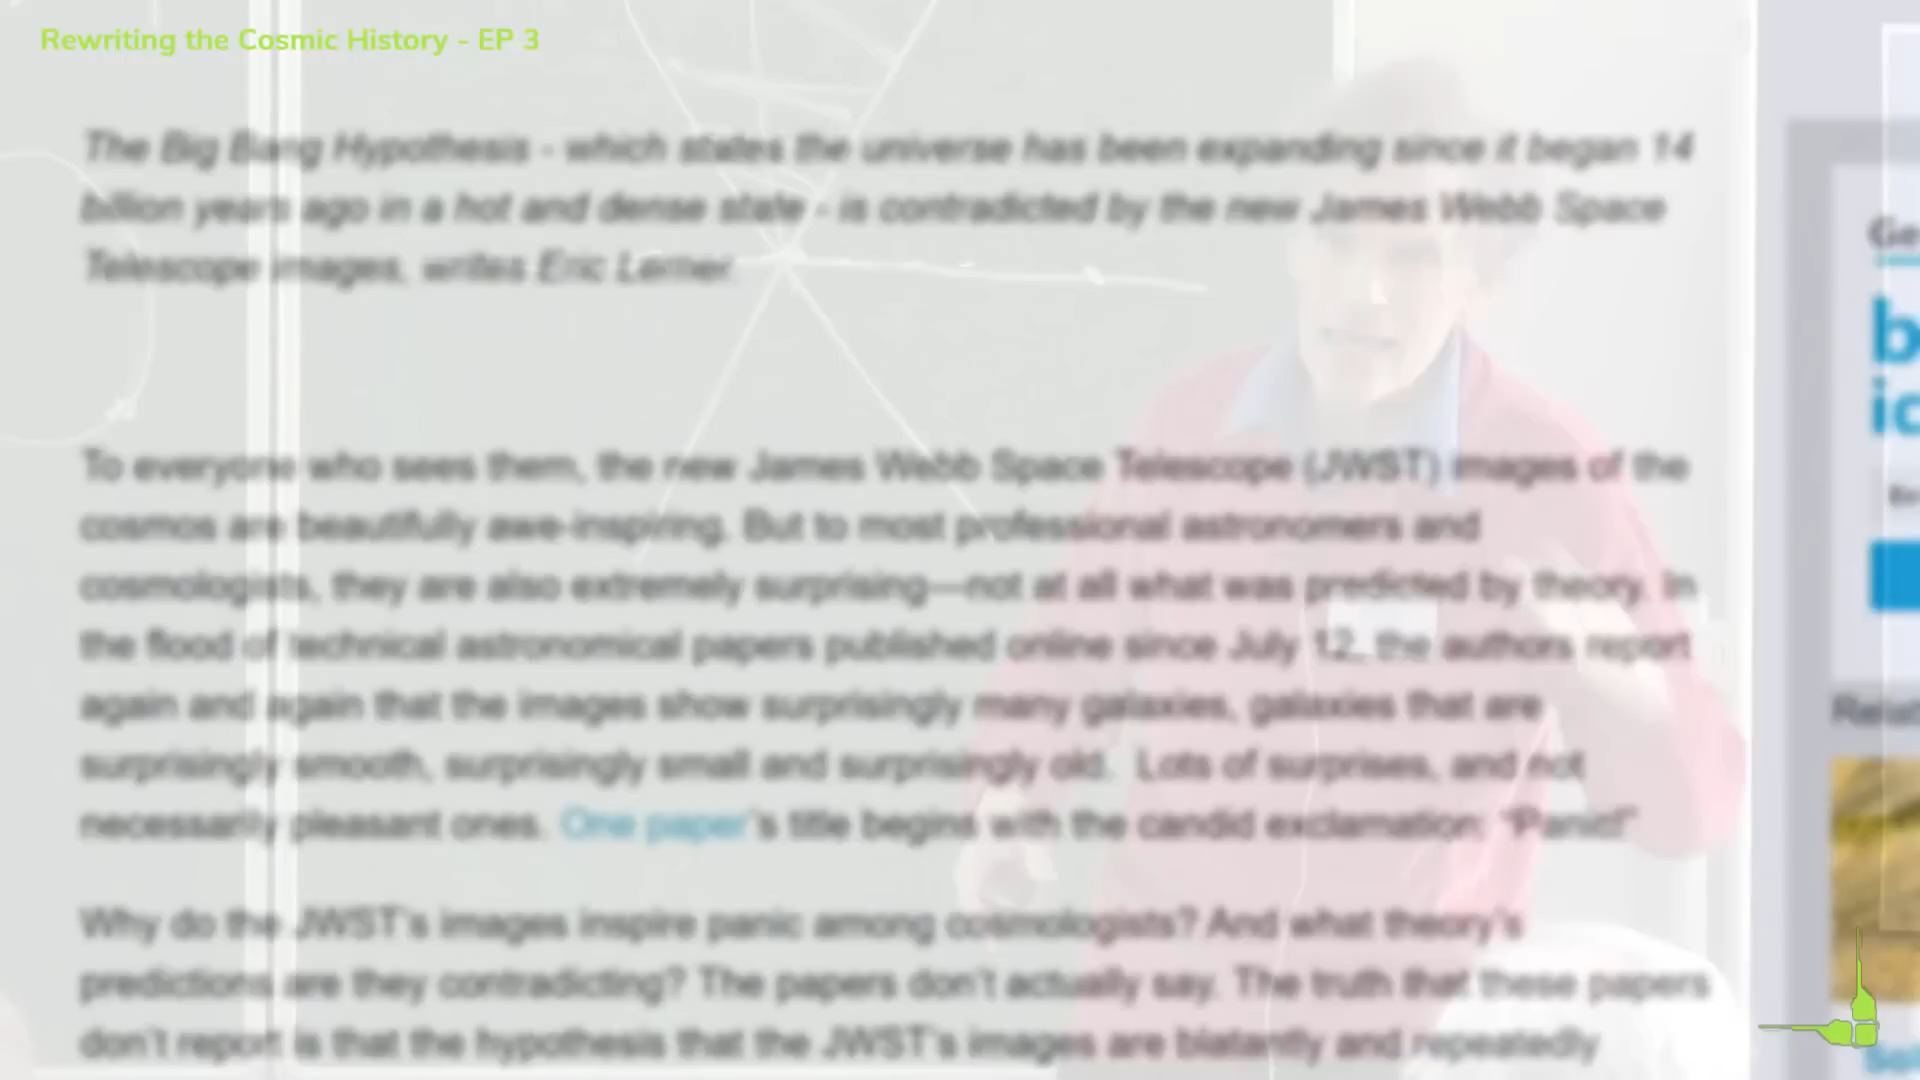 Rewriting the Cosmic History - EP 3
The Big Bang Hypothesis - which states the universe has been expanding since it began 14
billion years ago in a hot and dense state - is contradicted by the new James Webb Space
Telescope images, writes Eric Lerner.
To everyone who sees them, the new James Webb Space Telescope (JWST) images of the
cosmos are beautifully awe-inspiring. But to most professional astronomers and
cosmologists, they are also extremely surprising—not at all what was predicted by theory. In
the flood of technical astronomical papers published online since July 12, the authors report
again and again that the images show surprisingly many galaxies, galaxies that are
surprisingly smooth, surprisingly small and surprisingly old. Lots of surprises, and not
necessarily pleasant ones. One paper's title begins with the candid exclamation: "Panic!"
Why do the JWST's images inspire panic among cosmologists? And what theory's
predictions are they contradicting? The papers don't actually say. The truth that these papers
don't report is that the hypothesis that the JWST's images are blatantly and repeatedly